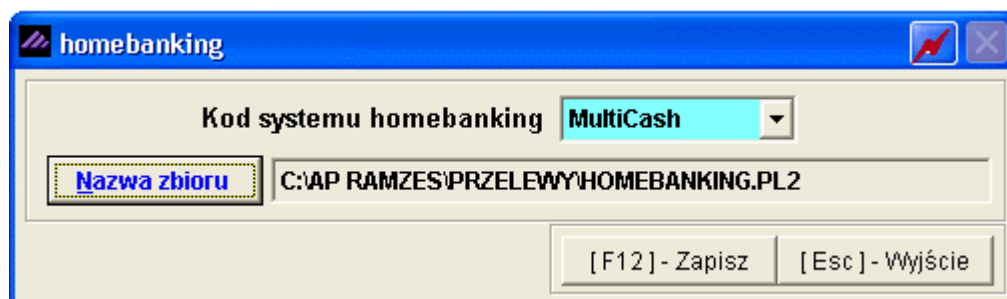 homebanking
Kod systemu homebanking MultiCash
Nazwa zbioru C:\AP RAMZES\PRZELEWY\HOMEBANKING.PL2
[ F12 ] - Zapisz [ Esc ] - Wyjście